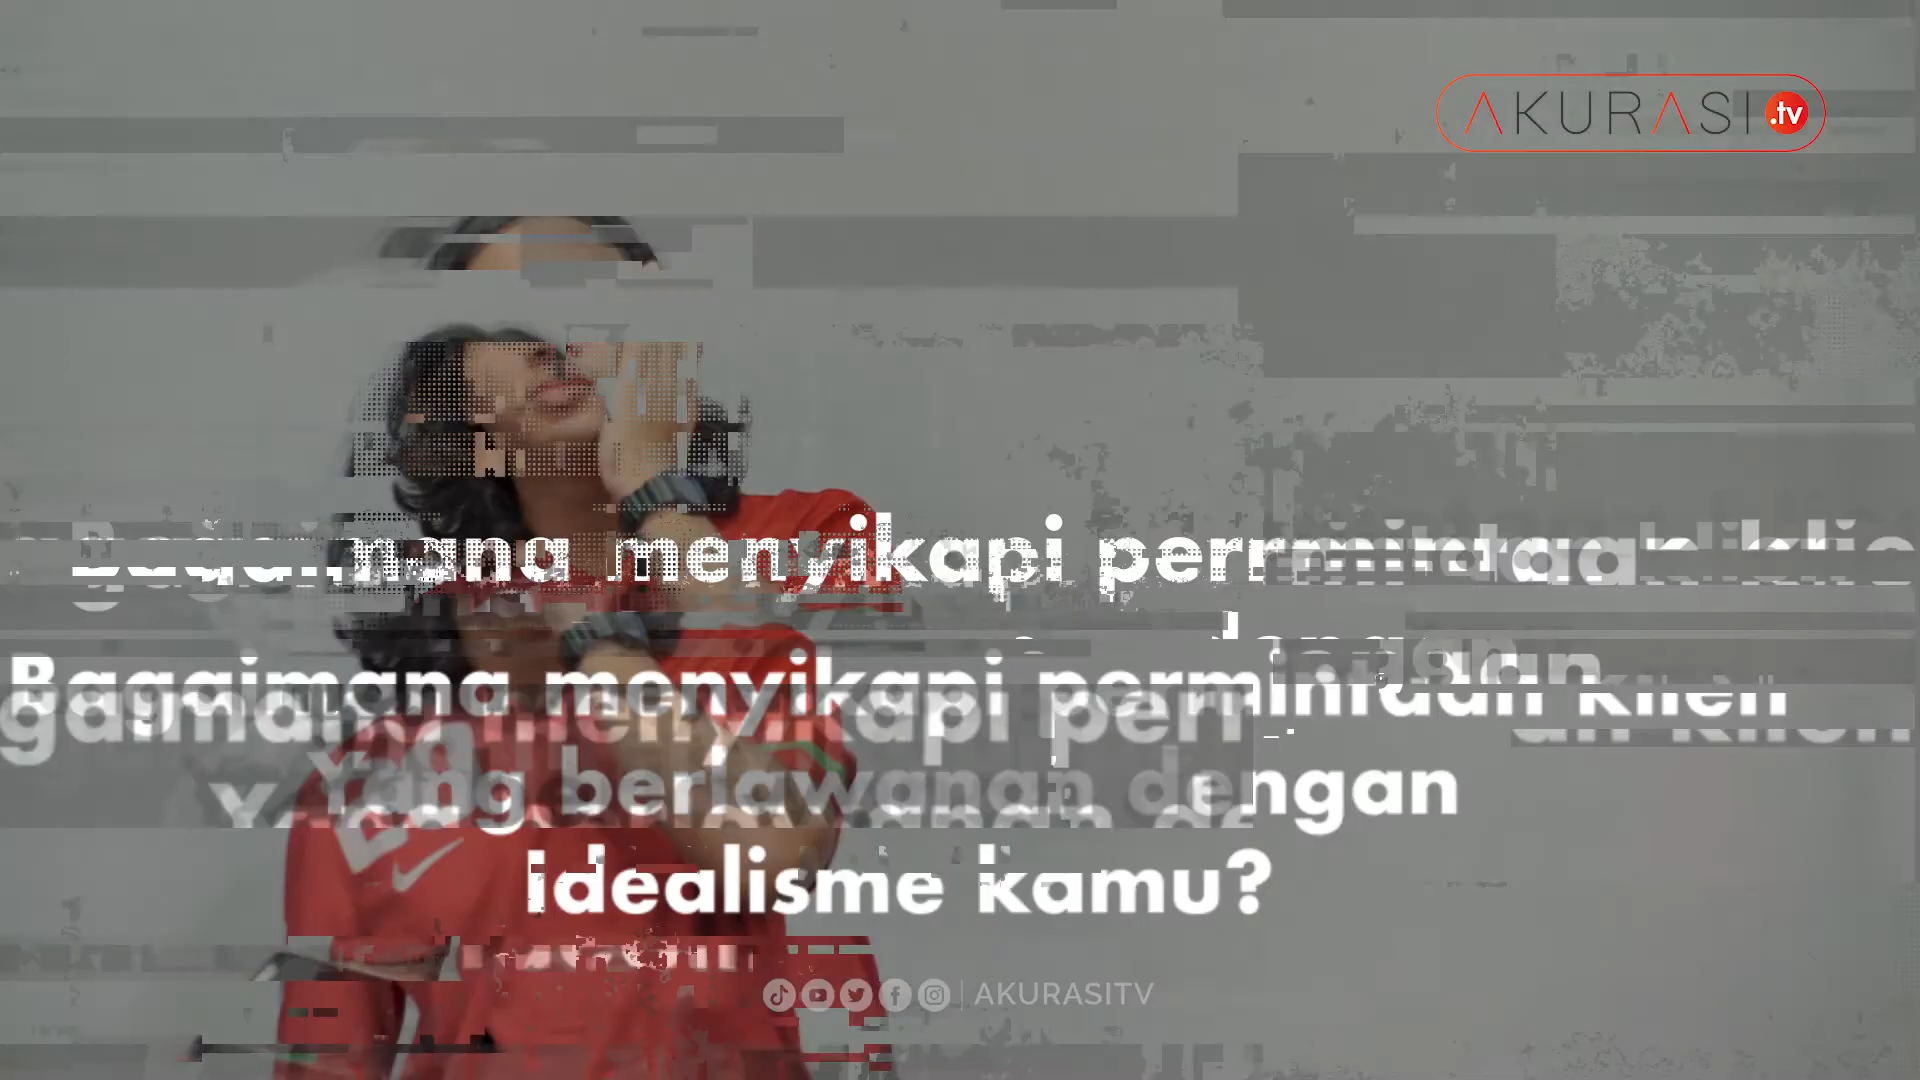 AKURASI .tv
Bagaimana menyikapi permintaan klien
Yang berlawanan dengan
idealisme kamu?
AKURASITV